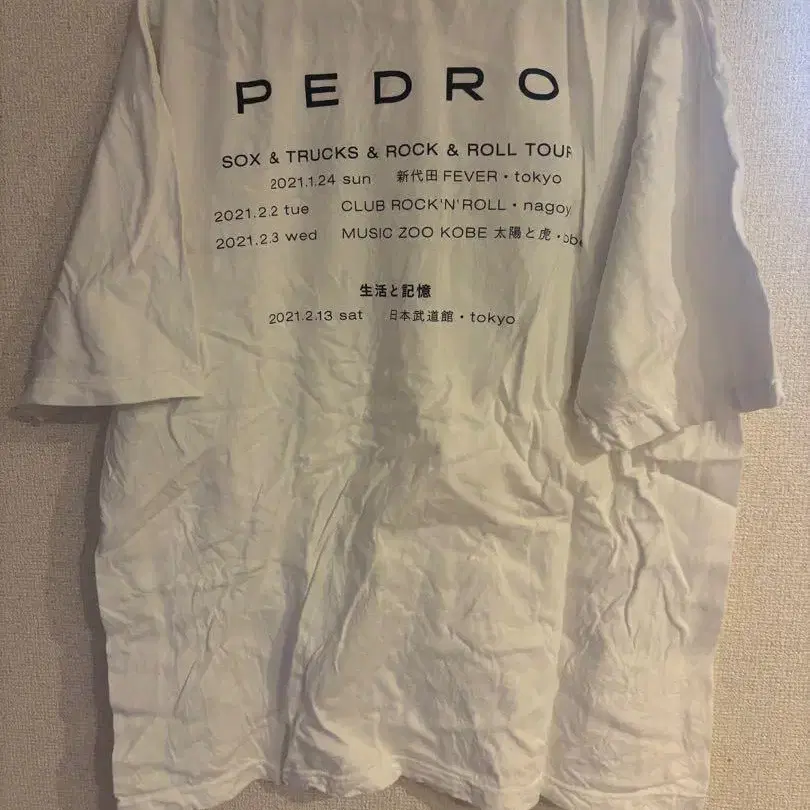 PEDRO
SOX & TRUCKS & ROCK & ROLL TOUR
2021.1.24 sun 新代田 FEVER・tokyo
2021.2.2 tue CLUB ROCK'N'ROLL・nagoy
2021.2.3 wed MUSIC ZOO KOBE 太陽と虎・obe
生活と記憶
2021.2.13 sat 日本武道館・tokyo